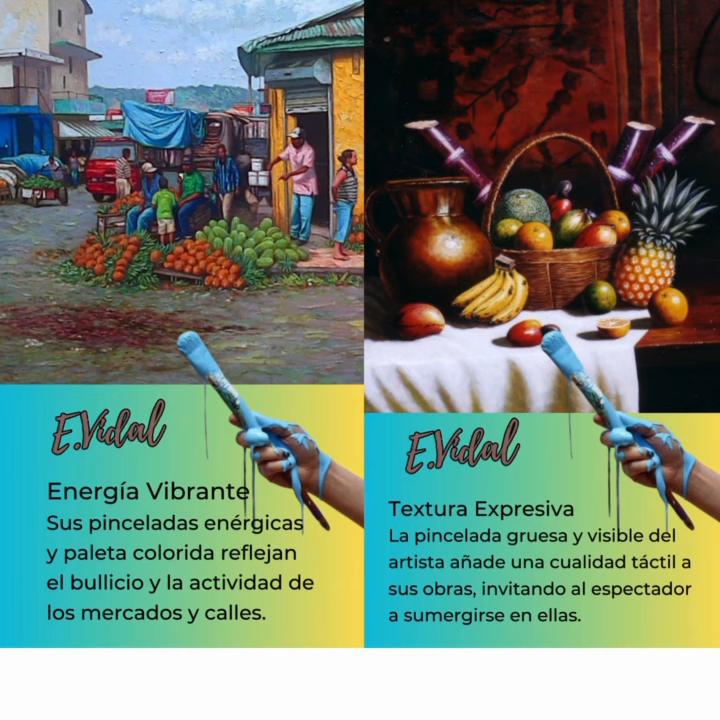 E.Vidal
Energía Vibrante
Sus pinceladas enérgicas
y paleta colorida reflejan
el bullicio y la actividad de
los mercados y calles.
E.Vidal
Textura Expresiva
La pincelada gruesa y visible del
artista añade una cualidad táctil a
sus obras, invitando al espectador
a sumergirse en ellas.